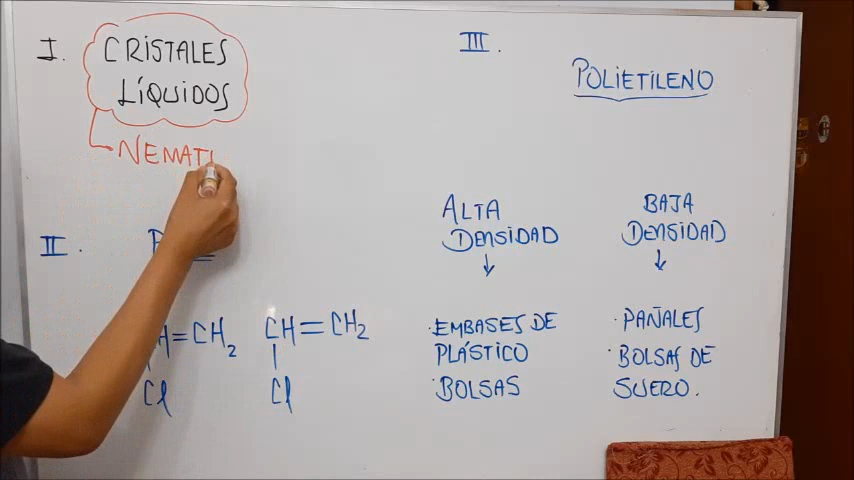 I. CRISTALES
LÍQUIDOS
NEMATI
II.
CH=CH2 CH=CH2
Cl Cl
III.
POLIETILENO
ALTA
DENSIDAD
· EMBASES DE
PLÁSTICO
· BOLSAS
BAJA
DENSIDAD
· PAÑALES
· BOLSAS DE
SUERO.